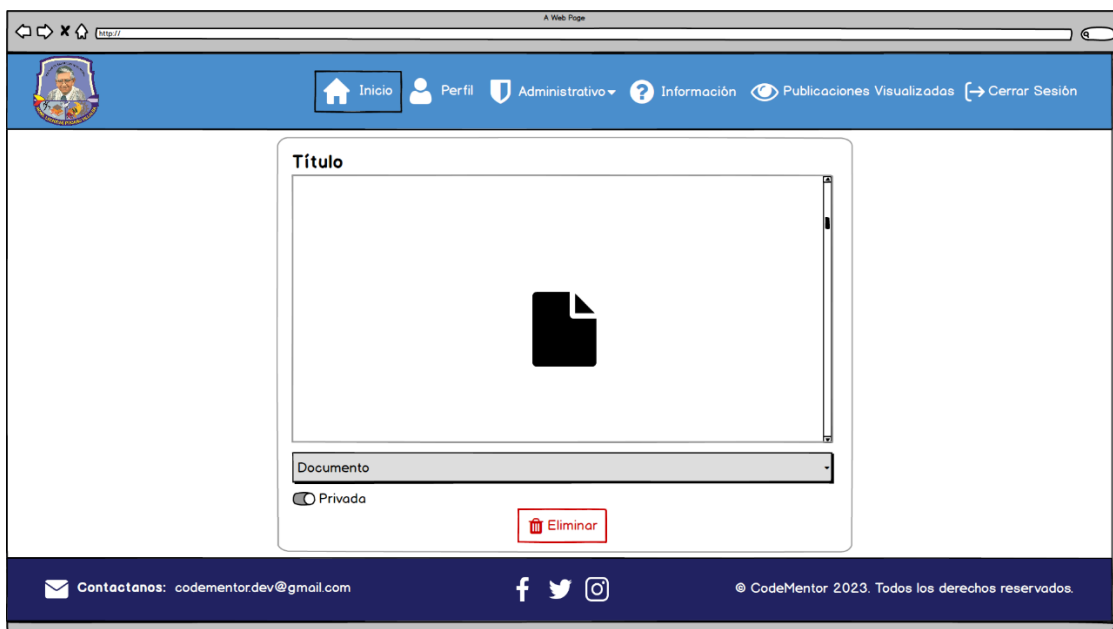 A Web Page
http://
Inicio Perfil Administrativo Información Publicaciones Visualizadas Cerrar Sesión
Título
Documento
Privada
Eliminar
Contactanos: codementor.dev@gmail.com © CodeMentor 2023. Todos los derechos reservados.